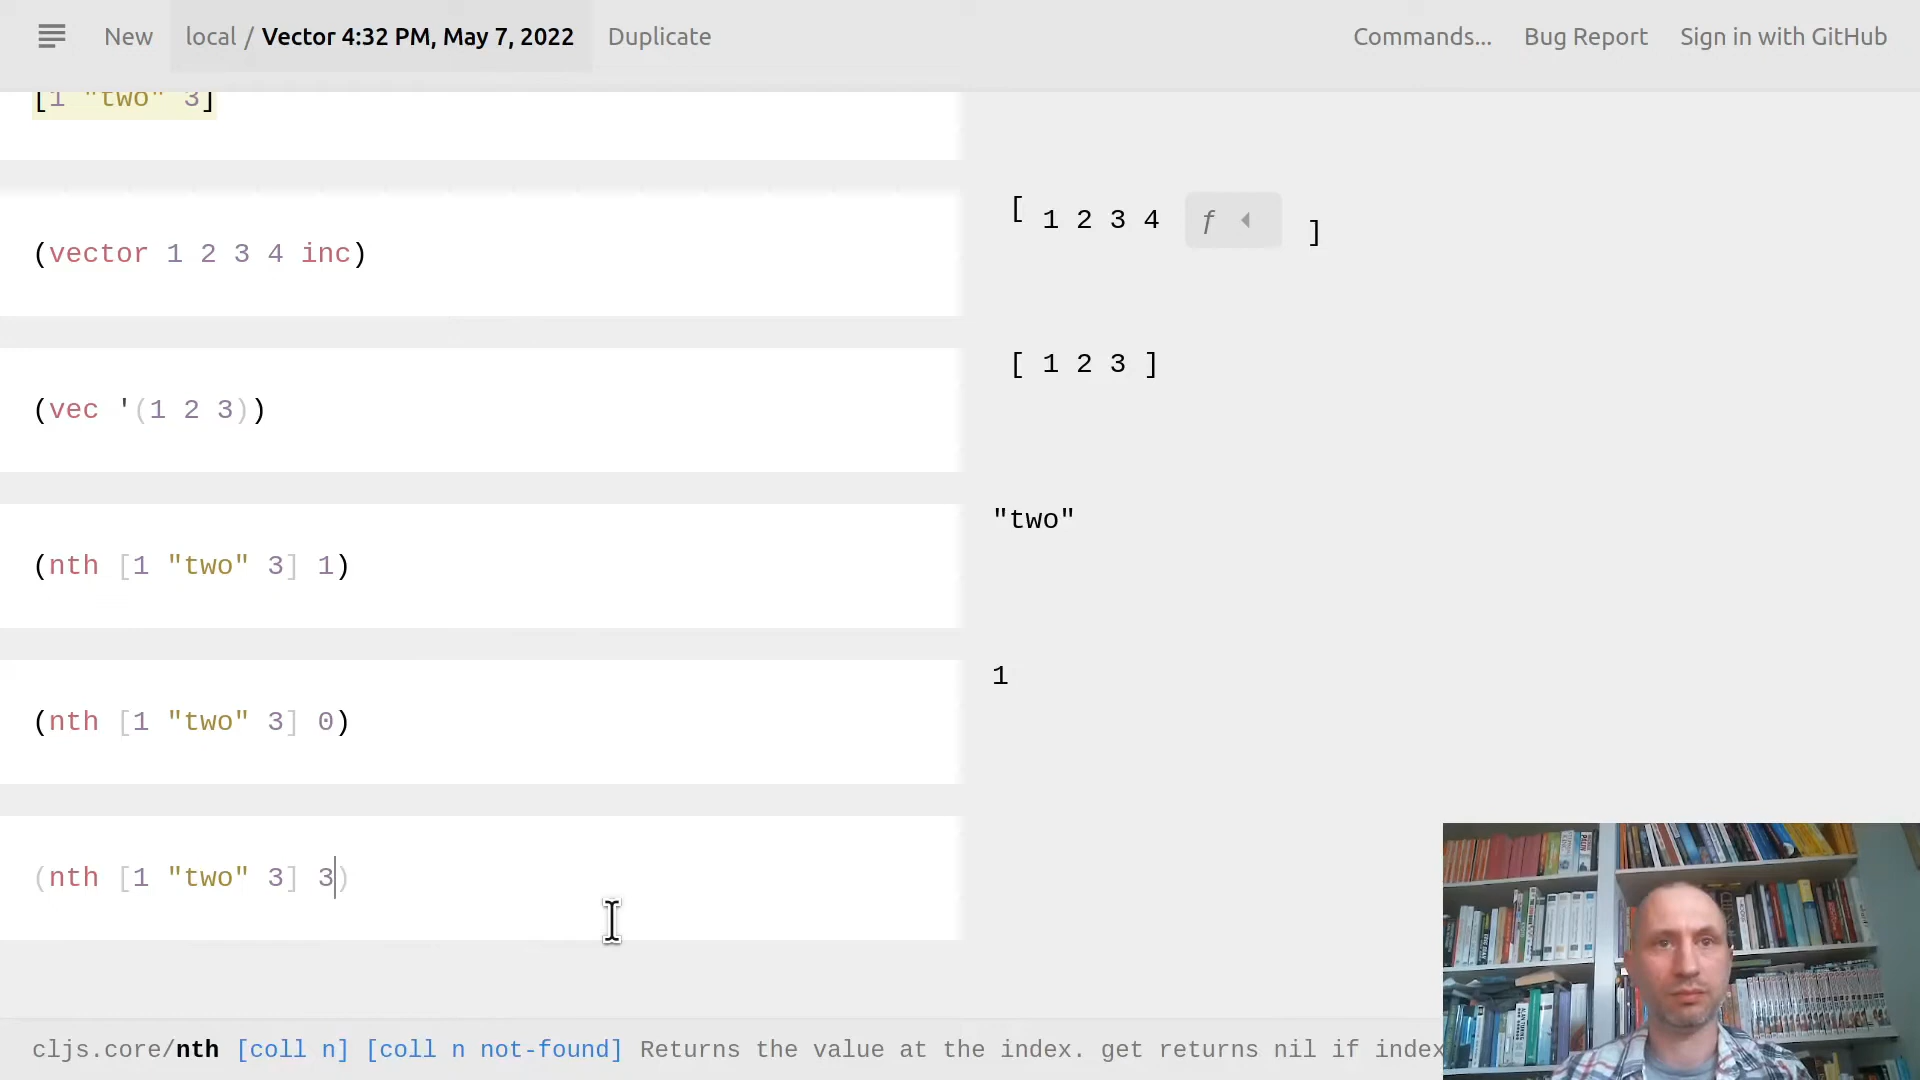 New local / Vector 4:32 PM, May 7, 2022 Duplicate Commands... Bug Report Sign in with GitHub
[1 "two" 3]
(vector 1 2 3 4 inc)
[ 1 2 3 4 ƒ ]
(vec '(1 2 3))
[ 1 2 3 ]
(nth [1 "two" 3] 1)
"two"
(nth [1 "two" 3] 0)
1
(nth [1 "two" 3] 3)
cljs.core/nth [coll n] [coll n not-found] Returns the value at the index. get returns nil if index